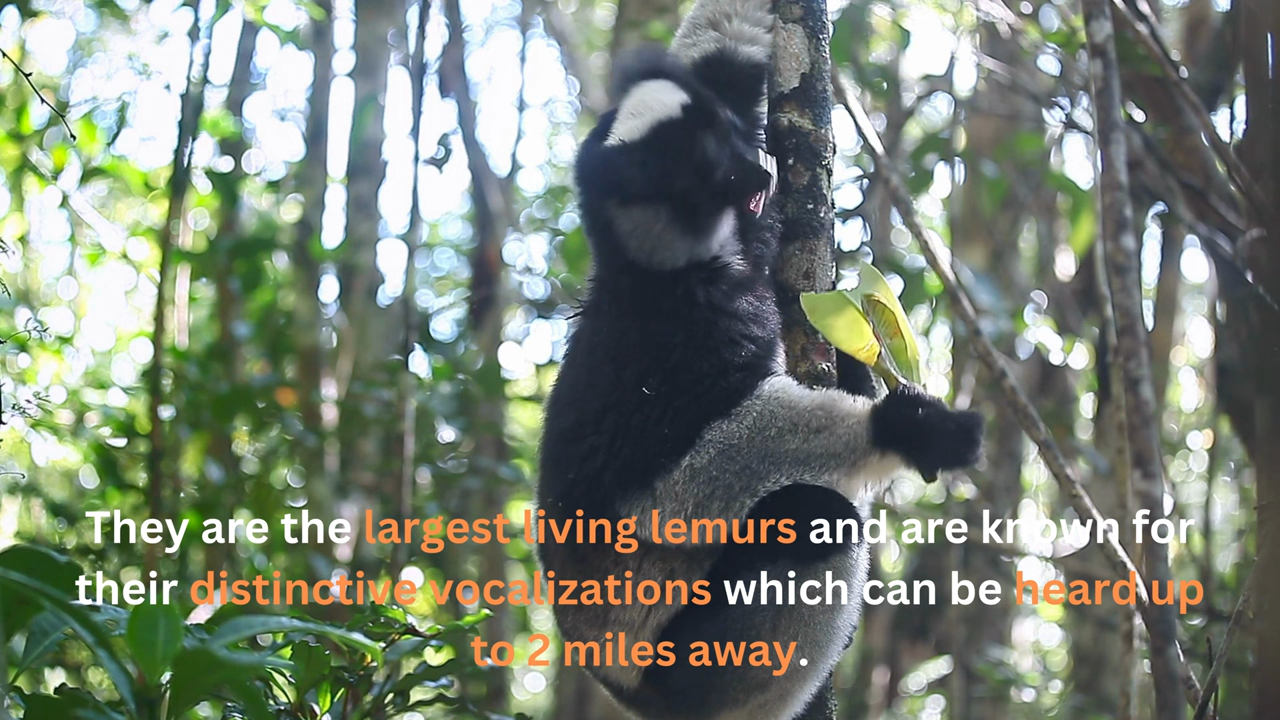 They are the largest living lemurs and are known for
their distinctive vocalizations which can be heard up
to 2 miles away.